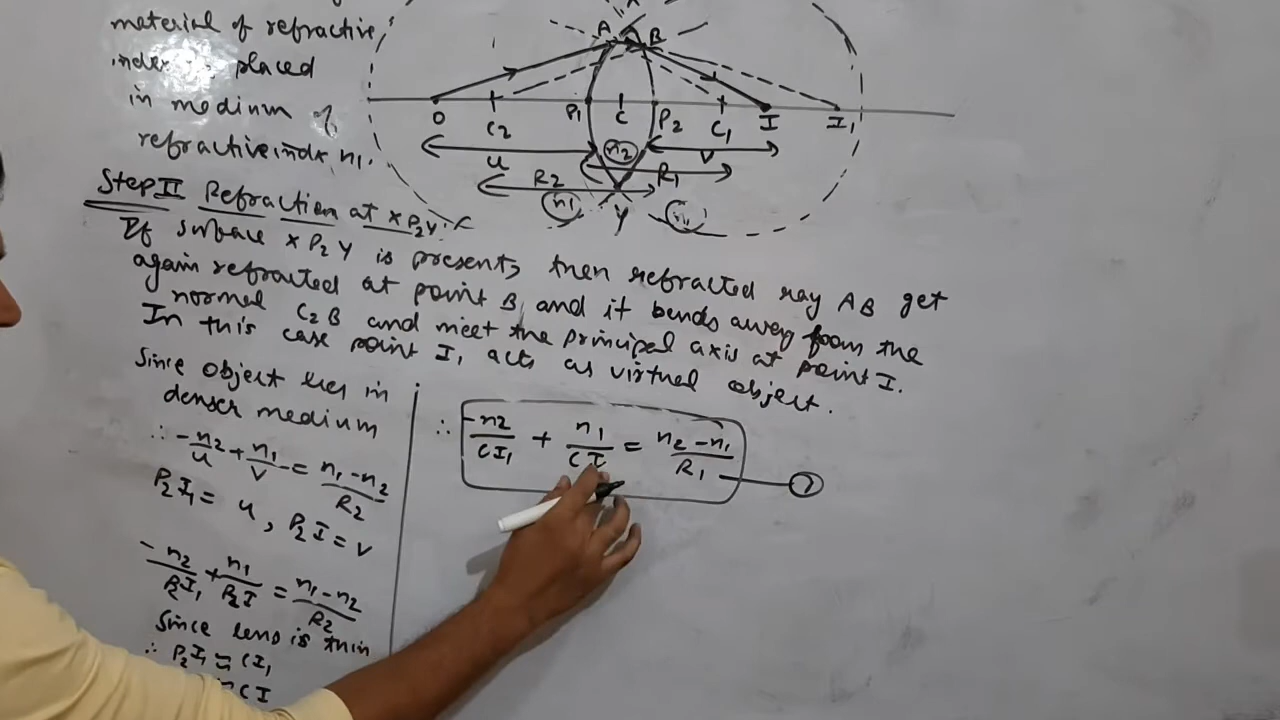 material of refractive
index placed
in medium of
refractive index n1.
A B
O C2 P1 C P2 C1 I I1
u n2 v
R2 R1
n1 Y
Step II Refraction at XP2Y :-
If surface XP2Y is present, then refracted ray AB get
again refracted at point B, and it bends away from the
normal C2B and meet the principal axis at point I.
In this case point I1 acts as virtual object.
Since object lies in
denser medium
∴ -n2/u + n1/v = n1-n2/R2
P2I1 = u, P2I = v
-n2/P2I1 + n1/P2I = n1-n2/R2
Since lens is thin
∴ P2I1 ≈ CI1
CI
∴ -n2/CI1 + n1/CI = n2-n1/R1